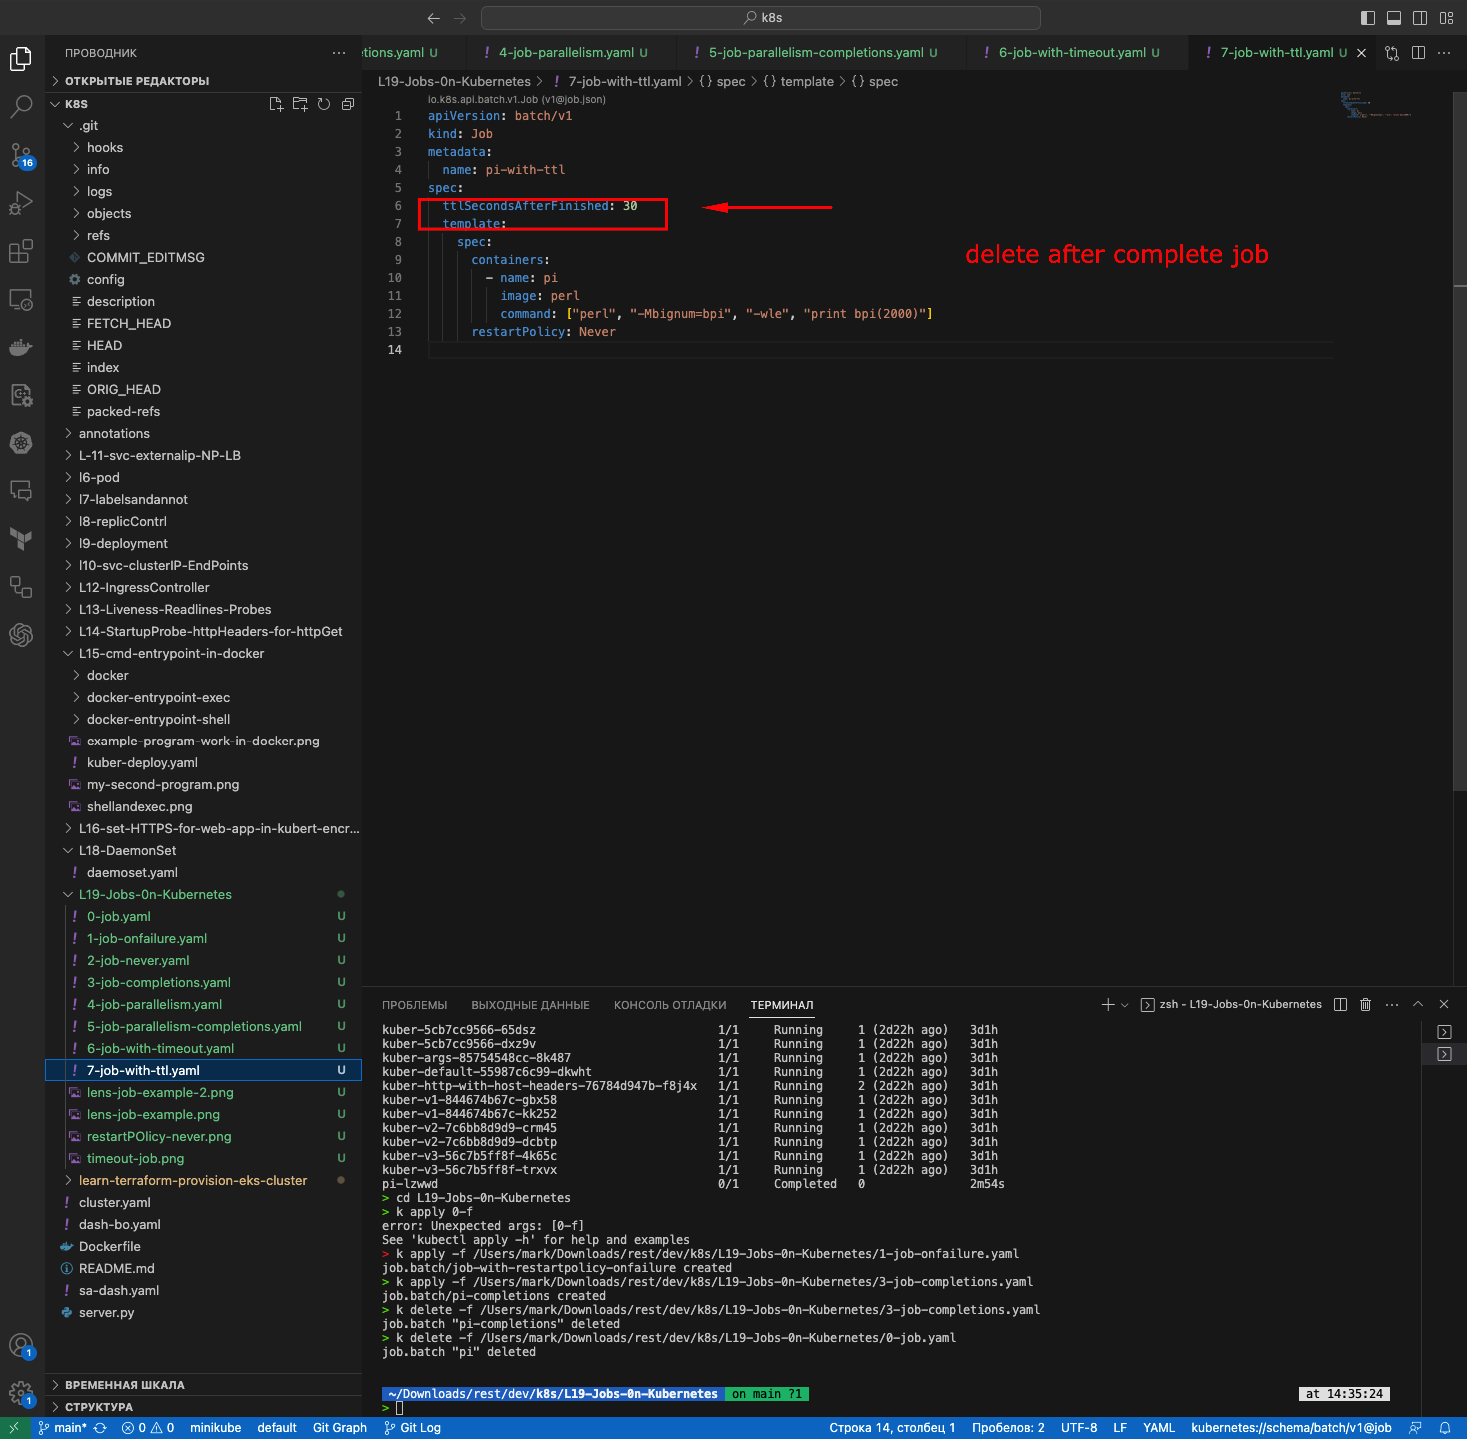 k8s
ПРОВОДНИК
ОТКРЫТЫЕ РЕДАКТОРЫ
K8S
.git
hooks
info
logs
objects
refs
COMMIT_EDITMSG
config
description
FETCH_HEAD
HEAD
index
ORIG_HEAD
packed-refs
annotations
L-11-svc-externalip-NP-LB
l6-pod
l7-labelsandannot
l8-replicContrl
l9-deployment
l10-svc-clusterIP-EndPoints
L12-IngressController
L13-Liveness-Readlines-Probes
L14-StartupProbe-httpHeaders-for-httpGet
L15-cmd-entrypoint-in-docker
docker
docker-entrypoint-exec
docker-entrypoint-shell
example-program-work-in-docker.png
! kuber-deploy.yaml
my-second-program.png
shellandexec.png
L16-set-HTTPS-for-web-app-in-kubert-encr...
L18-DaemonSet
! daemoset.yaml
L19-Jobs-0n-Kubernetes
! 0-job.yaml U
! 1-job-onfailure.yaml U
! 2-job-never.yaml U
! 3-job-completions.yaml U
! 4-job-parallelism.yaml U
! 5-job-parallelism-completions.yaml U
! 6-job-with-timeout.yaml U
! 7-job-with-ttl.yaml U
lens-job-example-2.png U
lens-job-example.png U
restartPOlicy-never.png U
timeout-job.png U
learn-terraform-provision-eks-cluster
! cluster.yaml
! dash-bo.yaml
Dockerfile
README.md
! sa-dash.yaml
server.py
ВРЕМЕННАЯ ШКАЛА
СТРУКТУРА
16
1
1
etions.yaml U ! 4-job-parallelism.yaml U ! 5-job-parallelism-completions.yaml U ! 6-job-with-timeout.yaml U ! 7-job-with-ttl.yaml U
L19-Jobs-0n-Kubernetes > ! 7-job-with-ttl.yaml > {} spec > {} template > {} spec
io.k8s.api.batch.v1.Job (v1@job.json)
1 apiVersion: batch/v1
2 kind: Job
3 metadata:
4 name: pi-with-ttl
5 spec:
6 ttlSecondsAfterFinished: 30
7 template:
8 spec:
9 containers:
10 - name: pi
11 image: perl
12 command: ["perl", "-Mbignum=bpi", "-wle", "print bpi(2000)"]
13 restartPolicy: Never
14
delete after complete job
ПРОБЛЕМЫ ВЫХОДНЫЕ ДАННЫЕ КОНСОЛЬ ОТЛАДКИ ТЕРМИНАЛ
zsh - L19-Jobs-0n-Kubernetes
kuber-5cb7cc9566-65dsz 1/1 Running 1 (2d22h ago) 3d1h
kuber-5cb7cc9566-dxz9v 1/1 Running 1 (2d22h ago) 3d1h
kuber-args-85754548cc-8k487 1/1 Running 1 (2d22h ago) 3d1h
kuber-default-55987c6c99-dkwht 1/1 Running 1 (2d22h ago) 3d1h
kuber-http-with-host-headers-76784d947b-f8j4x 1/1 Running 2 (2d22h ago) 3d1h
kuber-v1-844674b67c-gbx58 1/1 Running 1 (2d22h ago) 3d1h
kuber-v1-844674b67c-kk252 1/1 Running 1 (2d22h ago) 3d1h
kuber-v2-7c6bb8d9d9-crm45 1/1 Running 1 (2d22h ago) 3d1h
kuber-v2-7c6bb8d9d9-dcbtp 1/1 Running 1 (2d22h ago) 3d1h
kuber-v3-56c7b5ff8f-4k65c 1/1 Running 1 (2d22h ago) 3d1h
kuber-v3-56c7b5ff8f-trxvx 1/1 Running 1 (2d22h ago) 3d1h
pi-lzwwd 0/1 Completed 0 2m54s
> cd L19-Jobs-0n-Kubernetes
> k apply 0-f
error: Unexpected args: [0-f]
See 'kubectl apply -h' for help and examples
> k apply -f /Users/mark/Downloads/rest/dev/k8s/L19-Jobs-0n-Kubernetes/1-job-onfailure.yaml
job.batch/job-with-restartpolicy-onfailure created
> k apply -f /Users/mark/Downloads/rest/dev/k8s/L19-Jobs-0n-Kubernetes/3-job-completions.yaml
job.batch/pi-completions created
> k delete -f /Users/mark/Downloads/rest/dev/k8s/L19-Jobs-0n-Kubernetes/3-job-completions.yaml
job.batch "pi-completions" deleted
> k delete -f /Users/mark/Downloads/rest/dev/k8s/L19-Jobs-0n-Kubernetes/0-job.yaml
job.batch "pi" deleted
~/Downloads/rest/dev/k8s/L19-Jobs-0n-Kubernetes on main ?1 at 14:35:24
>
main* 0 0 minikube default Git Graph Git Log Строка 14, столбец 1 Пробелов: 2 UTF-8 LF YAML kubernetes://schema/batch/v1@job